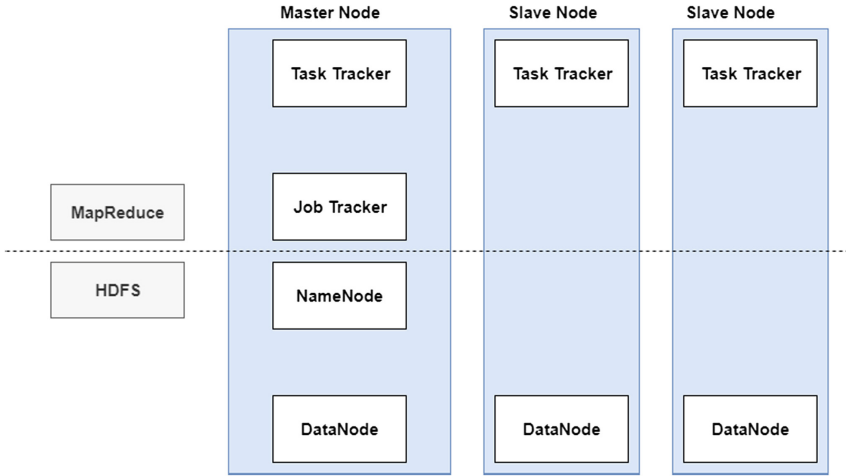 Master Node
Slave Node
Slave Node
Task Tracker
Task Tracker
Task Tracker
MapReduce
Job Tracker
HDFS
NameNode
DataNode
DataNode
DataNode